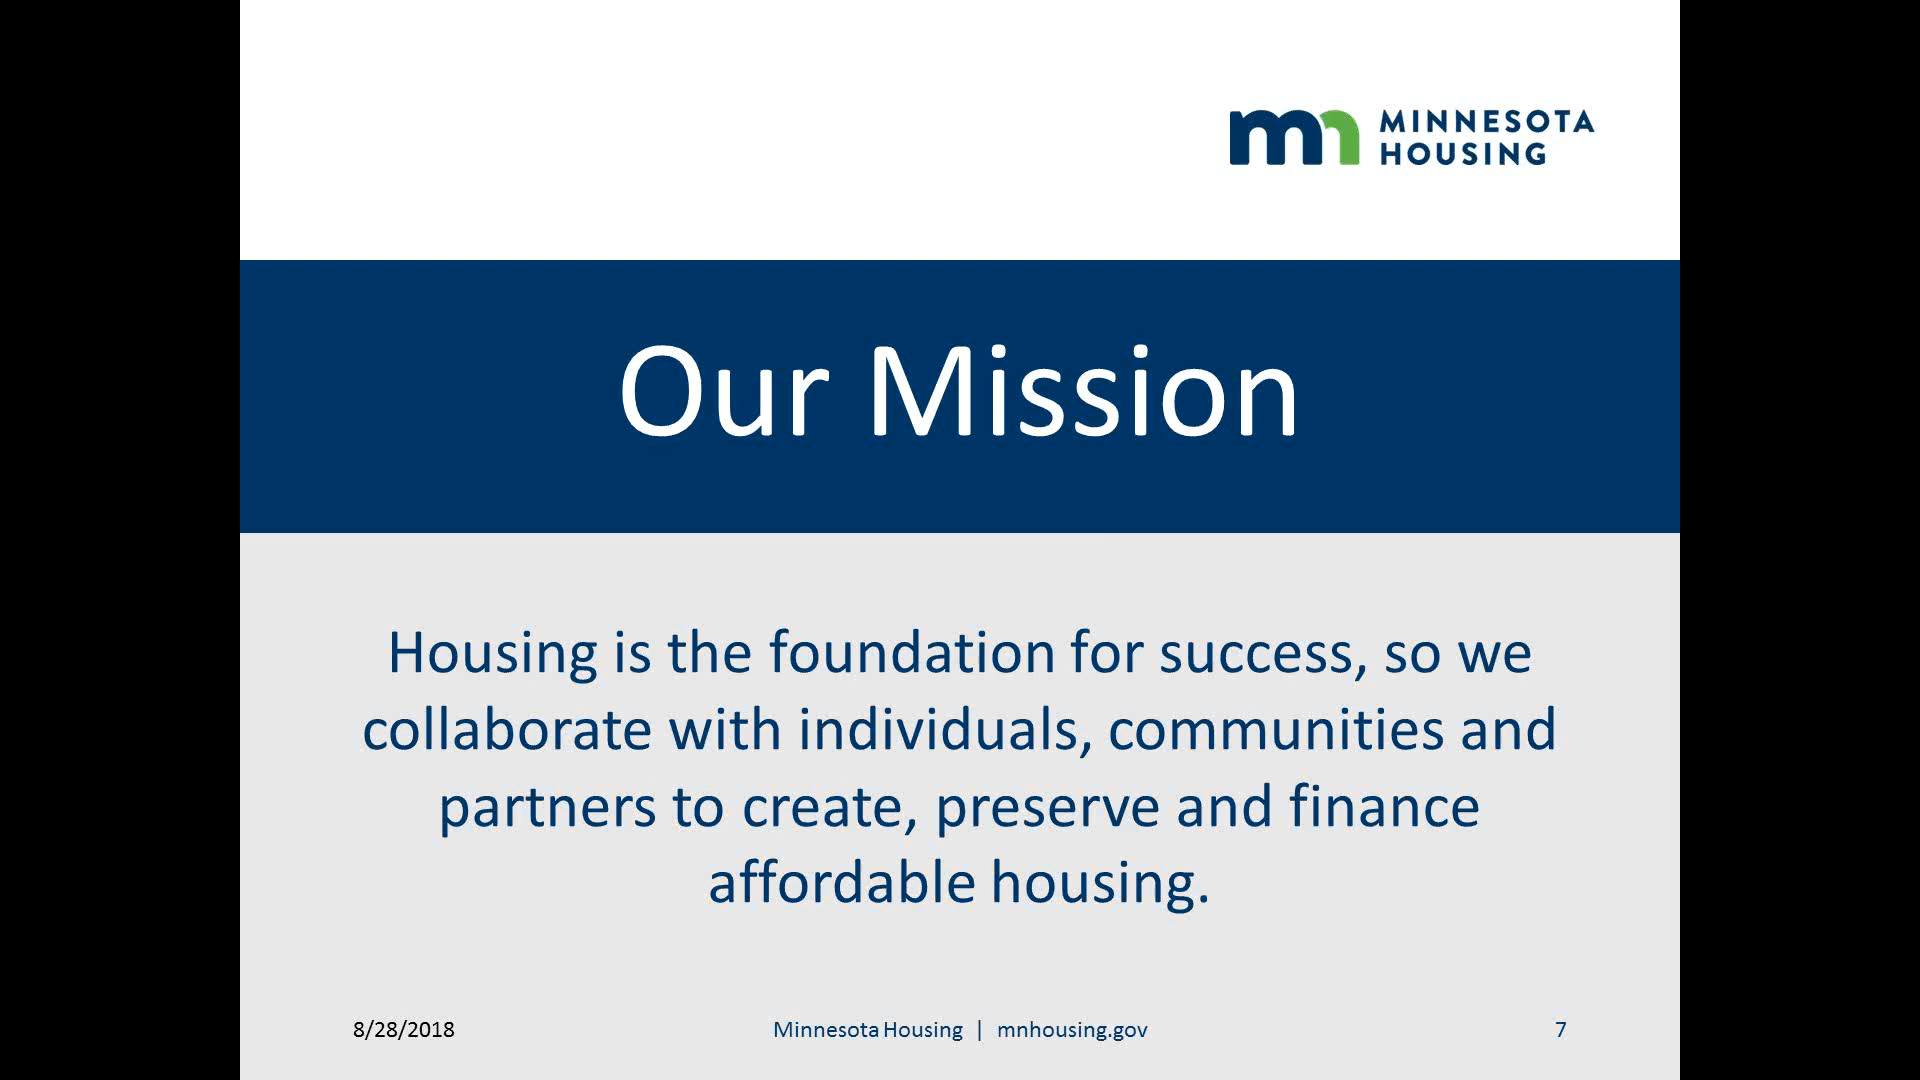 mn MINNESOTA
HOUSING
Our Mission
Housing is the foundation for success, so we
collaborate with individuals, communities and
partners to create, preserve and finance
affordable housing.
8/28/2018 Minnesota Housing | mnhousing.gov 7